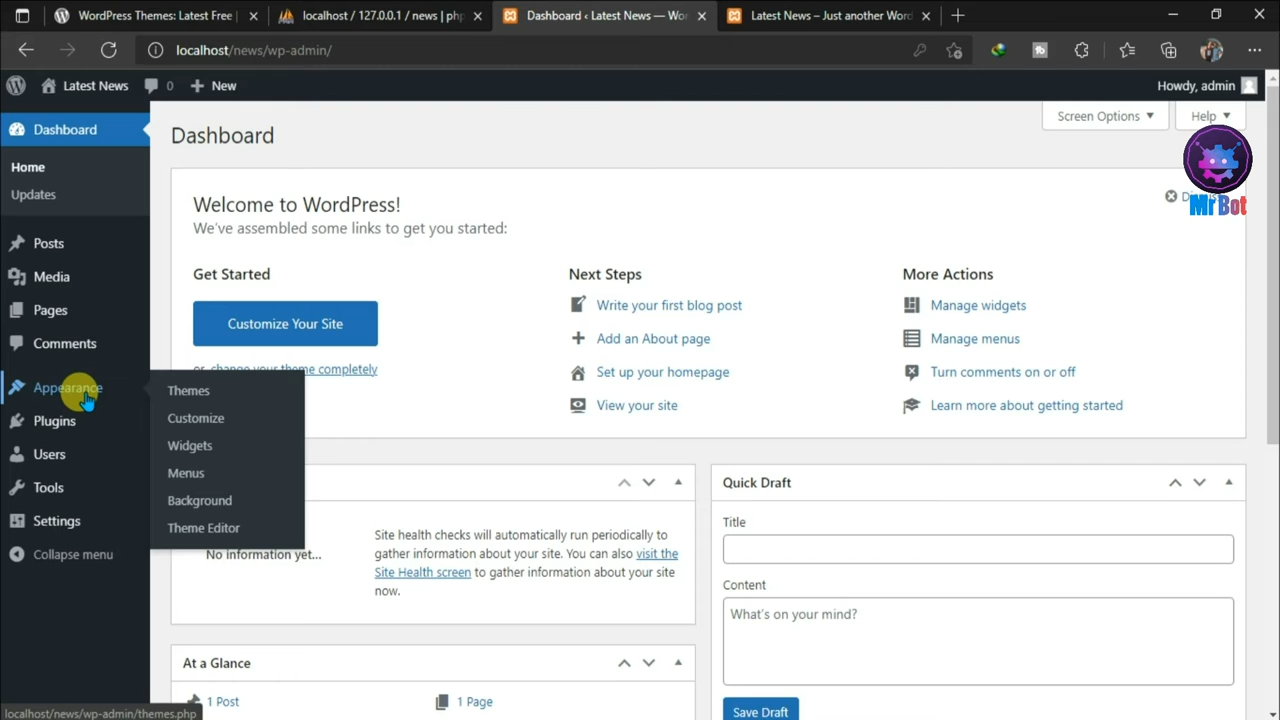 WordPress Themes: Latest Free
localhost / 127.0.0.1 / news | php
Dashboard ‹ Latest News — Wo
Latest News – Just another Word
localhost/news/wp-admin/
Latest News
0
New
Howdy, admin
Dashboard
Home
Updates
Posts
Media
Pages
Comments
Appearance
Plugins
Users
Tools
Settings
Collapse menu
Themes
Customize
Widgets
Menus
Background
Theme Editor
Dashboard
Screen Options
Help
MrBot
Welcome to WordPress!
We've assembled some links to get you started:
Get Started
Customize Your Site
or, change your theme completely
Next Steps
Write your first blog post
Add an About page
Set up your homepage
View your site
More Actions
Manage widgets
Manage menus
Turn comments on or off
Learn more about getting started
No information yet...
Site health checks will automatically run periodically to
gather information about your site. You can also visit the
Site Health screen to gather information about your site
now.
At a Glance
1 Post
1 Page
Quick Draft
Title
Content
What's on your mind?
Save Draft
localhost/news/wp-admin/themes.php